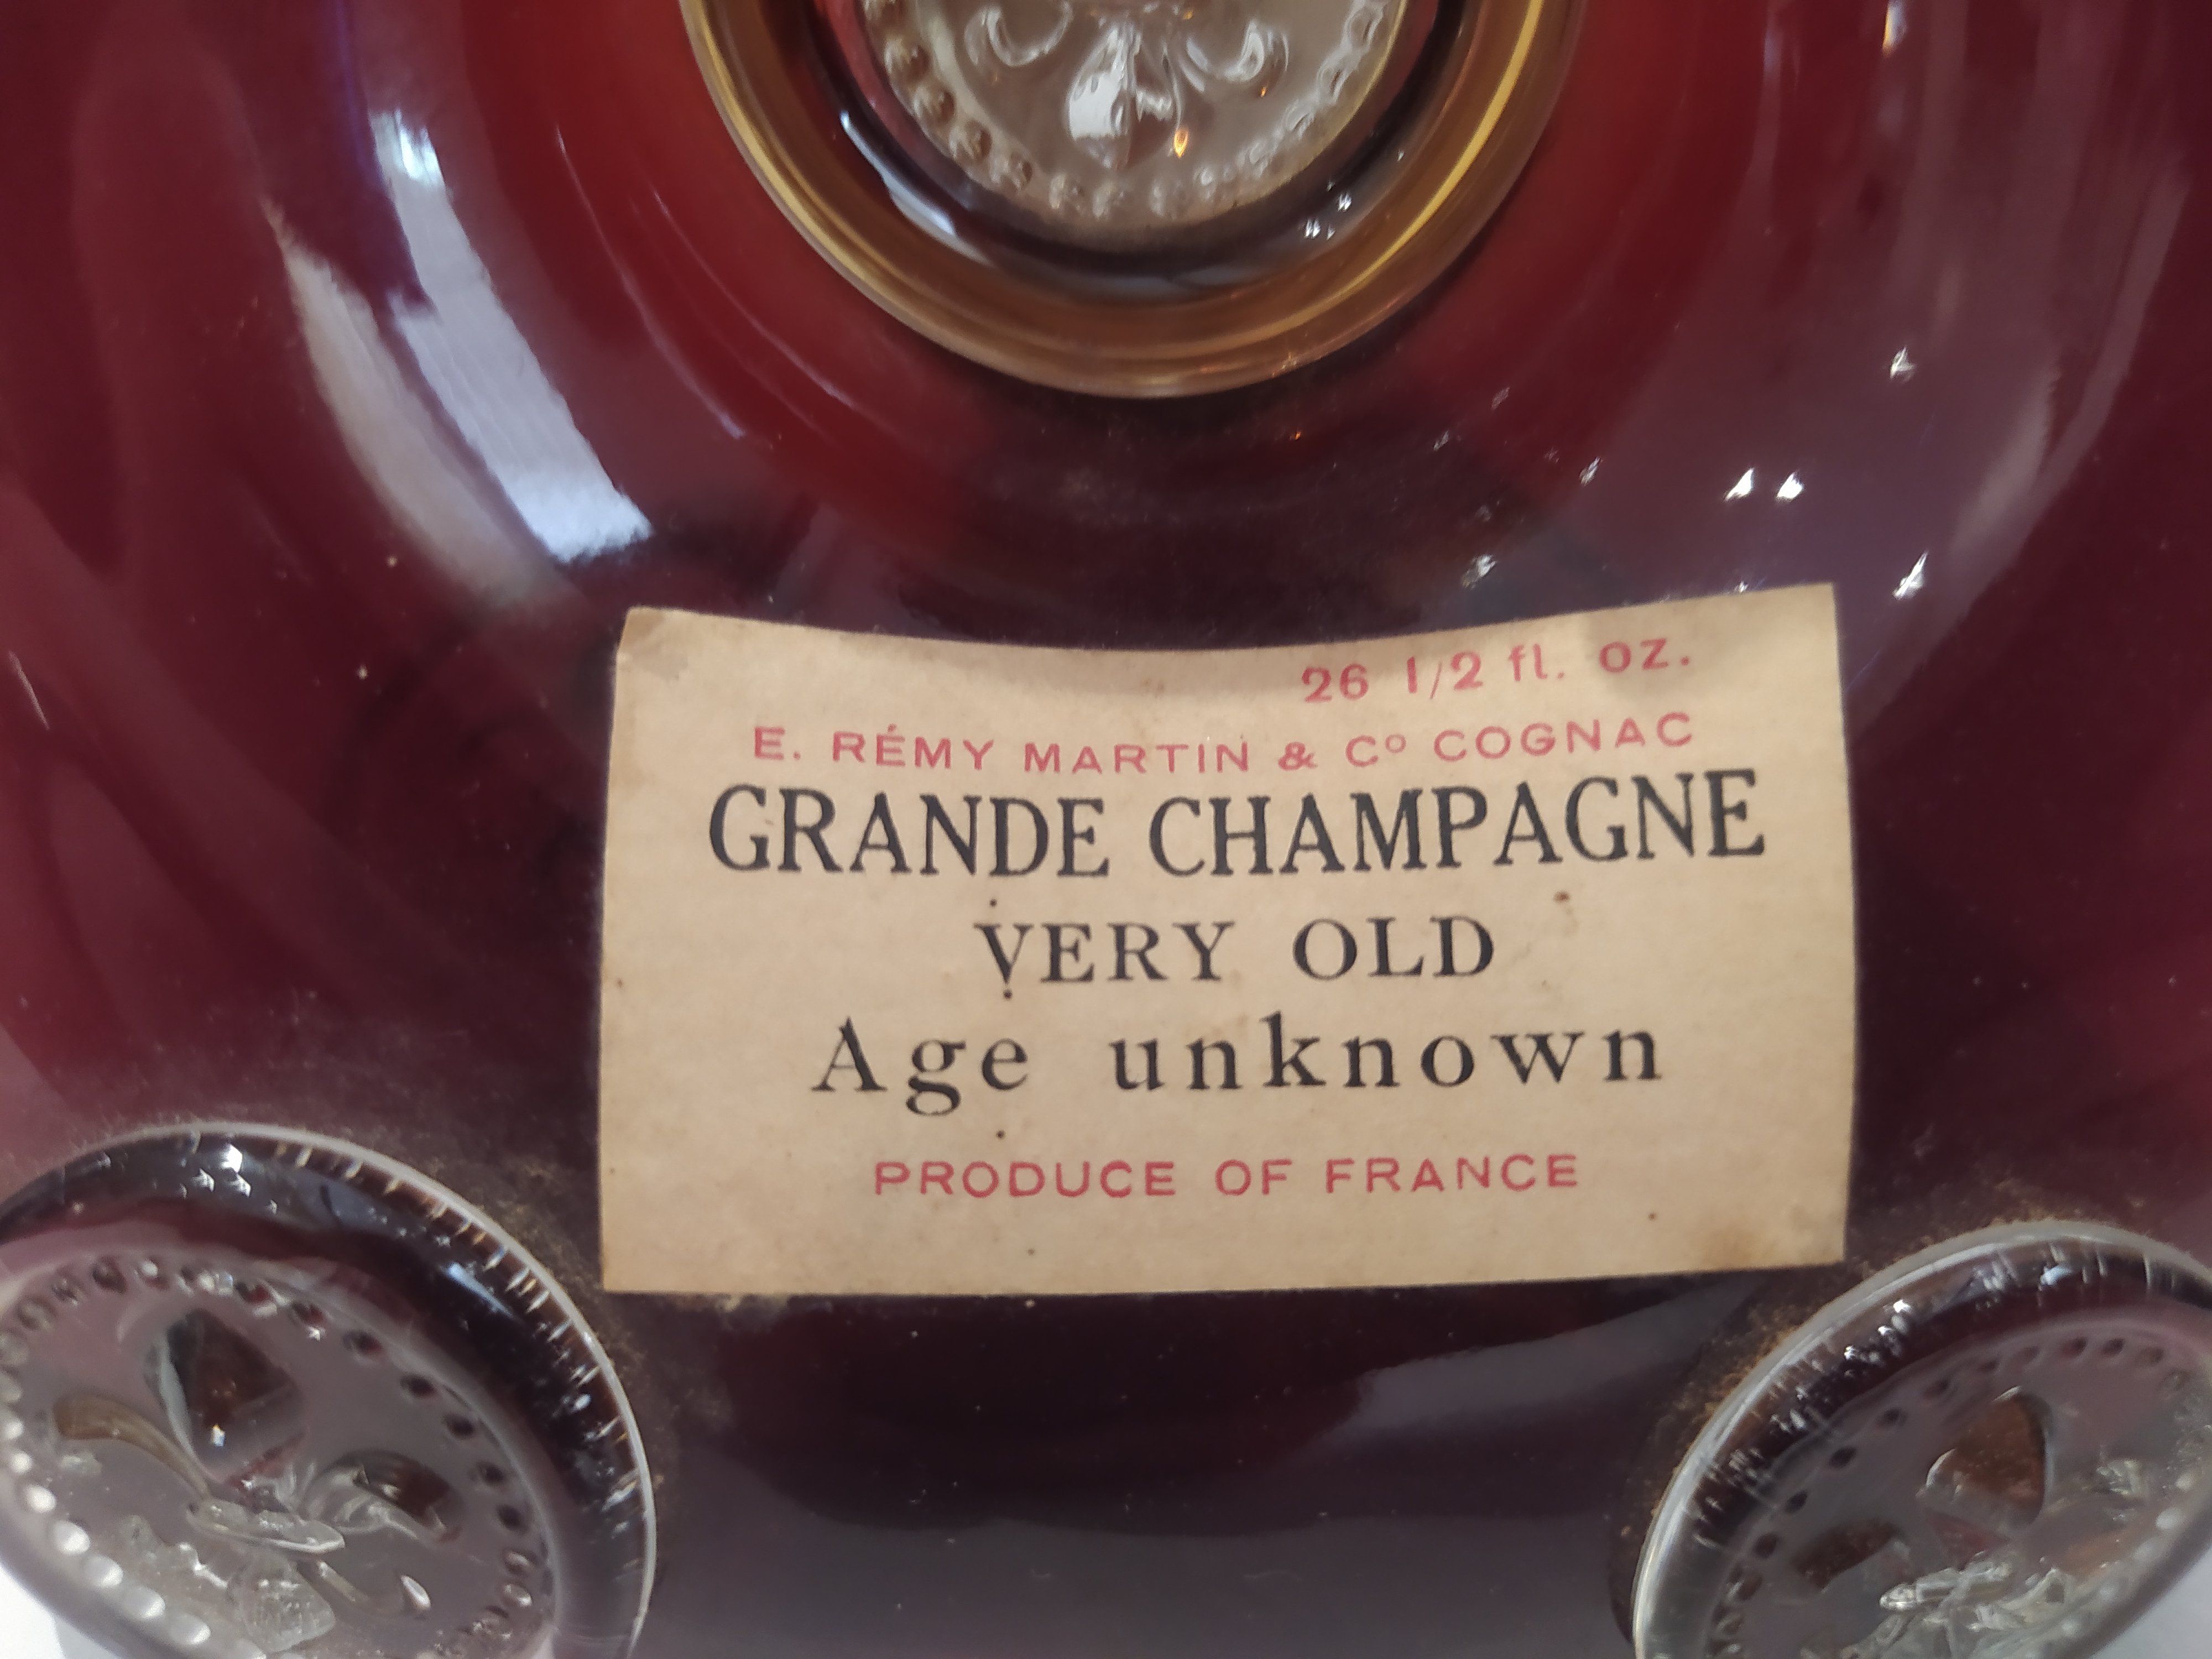 26 1/2 fl. oz.
E. RÉMY MARTIN & Cº COGNAC
GRANDE CHAMPAGNE
VERY OLD
Age unknown
PRODUCE OF FRANCE